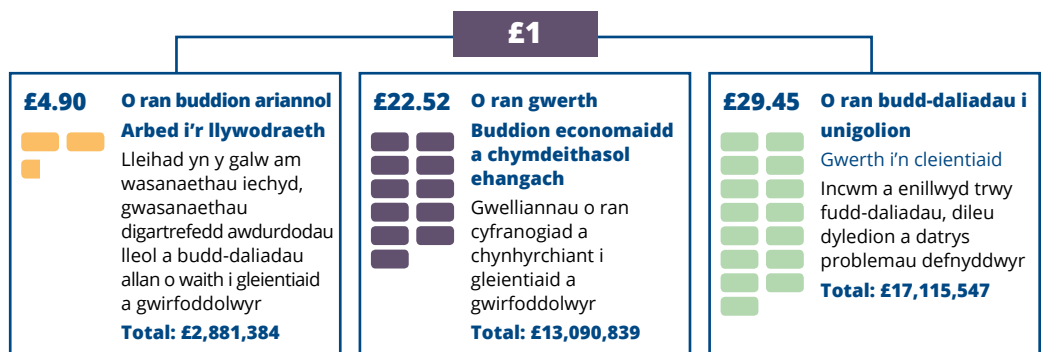 £1
£4.90
O ran buddion ariannol
Arbed i'r llywodraeth
Lleihad yn y galw am
wasanaethau iechyd,
gwasanaethau
digartrefedd awdurdodau
lleol a budd-daliadau
allan o waith i gleientiaid
a gwirfoddolwyr
Total: £2,881,384
£22.52
O ran gwerth
Buddion economaidd
a chymdeithasol
ehangach
Gwelliannau o ran
cyfranogiad a
chynhyrchiant i
gleientiaid a
gwirfoddolwyr
Total: £13,090,839
£29.45
O ran budd-daliadau i
unigolion
Gwerth i'n cleientiaid
Incwm a enillwyd trwy
fudd-daliadau, dileu
dyledion a datrys
problemau defnyddwyr
Total: £17,115,547